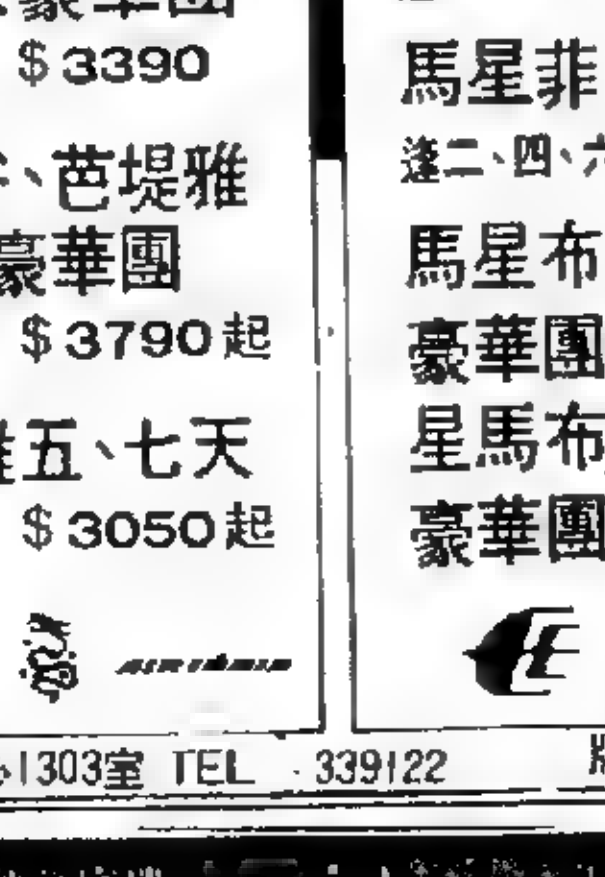 豪華團
$3390
、芭堤雅
豪華團
$3790起
五、七天
$3050起
馬星菲
逢二、四、六
馬星布
豪華團
星馬布
豪華團
1303室 TEL 339122